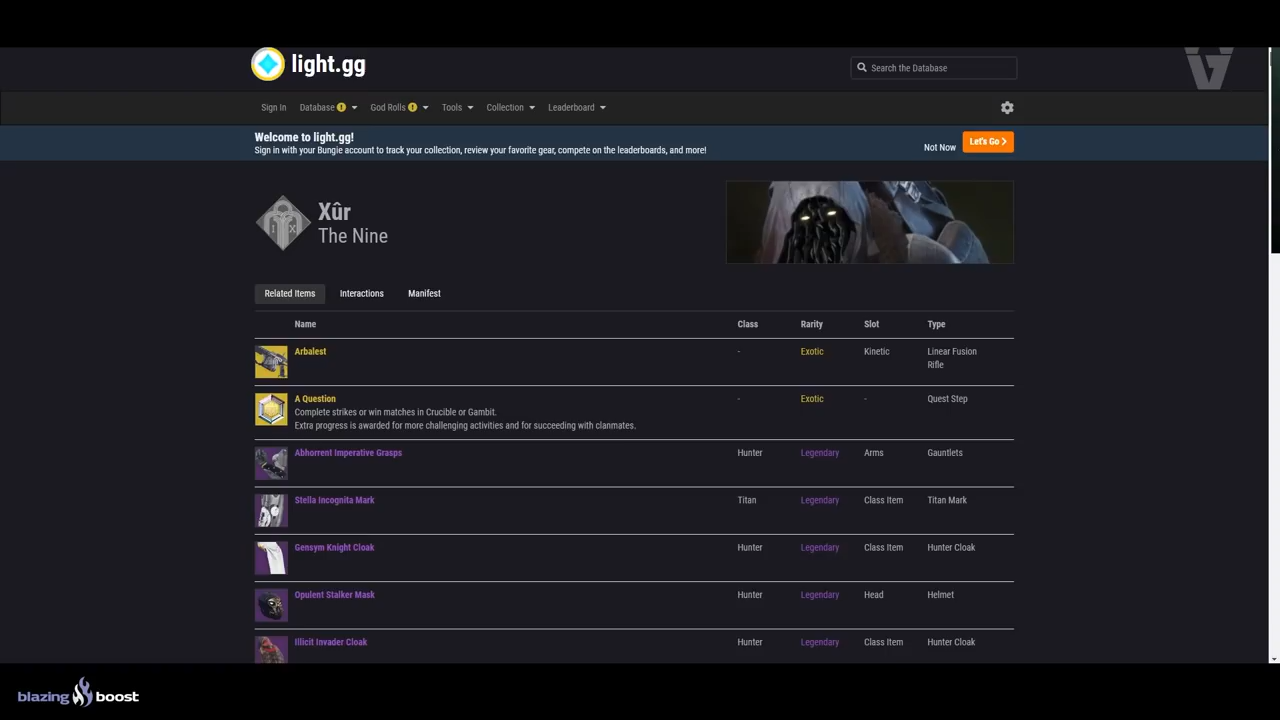 light.gg
Search the Database
Sign In Database God Rolls Tools Collection Leaderboard
Welcome to light.gg!
Sign in with your Bungie account to track your collection, review your favorite gear, compete on the leaderboards, and more!
Not Now Let's Go
Xûr
The Nine
Related Items Interactions Manifest
Name Class Rarity Slot Type
Arbalest - Exotic Kinetic Linear Fusion
Rifle
A Question - Exotic - Quest Step
Complete strikes or win matches in Crucible or Gambit.
Extra progress is awarded for more challenging activities and for succeeding with clanmates.
Abhorrent Imperative Grasps Hunter Legendary Arms Gauntlets
Stella Incognita Mark Titan Legendary Class Item Titan Mark
Gensym Knight Cloak Hunter Legendary Class Item Hunter Cloak
Opulent Stalker Mask Hunter Legendary Head Helmet
Illicit Invader Cloak Hunter Legendary Class Item Hunter Cloak
blazing boost